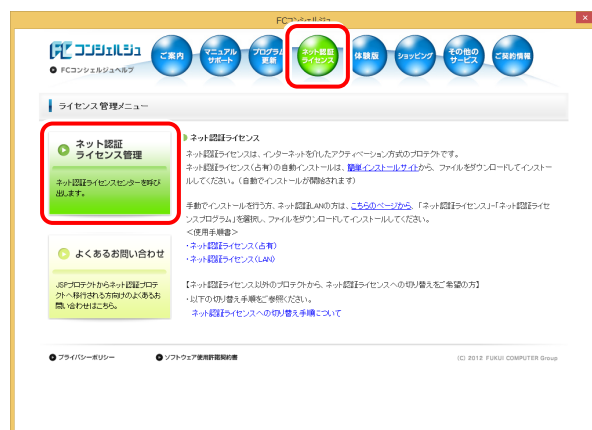 FCコンシェルジュ
FCコンシェルジュ
FCコンシェルジュヘルプ
ご案内
マニュアル
サポート
プログラム
更新
ネット認証
ライセンス
体験版
ショッピング
その他の
サービス
ご契約情報
ライセンス管理メニュー
ネット認証
ライセンス管理
ネット認証ライセンスセンターを呼び
出します。
よくあるお問い合わせ
JSPプロテクトからネット認証プロテ
クトへ移行される方向けのよくあるお
問い合わせはこちら。
ネット認証ライセンス
ネット認証ライセンスは、インターネットを介したアクティベーション方式のプロテクトです。
ネット認証ライセンス(占有)の自動インストールは、簡単インストールサイトから、ファイルをダウンロードしてインストー
ルしてください。(自動でインストールが開始されます)
手動でインストールを行う方、ネット認証LANの方は、こちらのページから、「ネット認証ライセンス」-「ネット認証ライセ
ンスプログラム」を選択し、ファイルをダウンロードしてインストールしてください。
<使用手順書>
・ネット認証ライセンス(占有)
・ネット認証ライセンス(LAN)
【ネット認証ライセンス以外のプロテクトから、ネット認証ライセンスへの切り替えをご希望の方】
・以下の切り替え手順をご参照ください。
ネット認証ライセンスへの切り替え手順について
プライバシーポリシー
ソフトウェア使用許諾契約書
(C) 2012 FUKUI COMPUTER Group